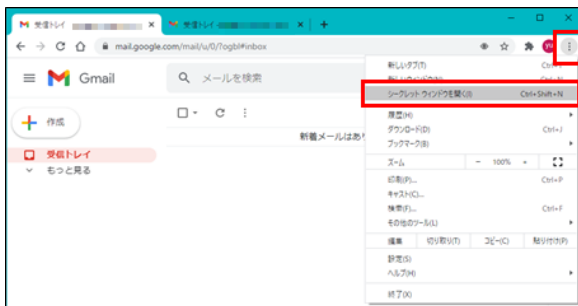 受信トレイ
受信トレイ
mail.google.com/mail/u/0/?ogbl#inbox
yu
Gmail
メールを検索
作成
受信トレイ
もっと見る
新着メールはあり
新しいタブ(T)
シークレット ウィンドウを開く(I) Ctrl+Shift+N
履歴(H)
ダウンロード(D) Ctrl+J
ブックマーク(B)
ズーム - 100% +
印刷(P)... Ctrl+P
キャスト(C)...
検索(F)... Ctrl+F
その他のツール(L)
編集 切り取り(T) コピー(C) 貼り付け(P)
設定(S)
ヘルプ(H)
終了(X)